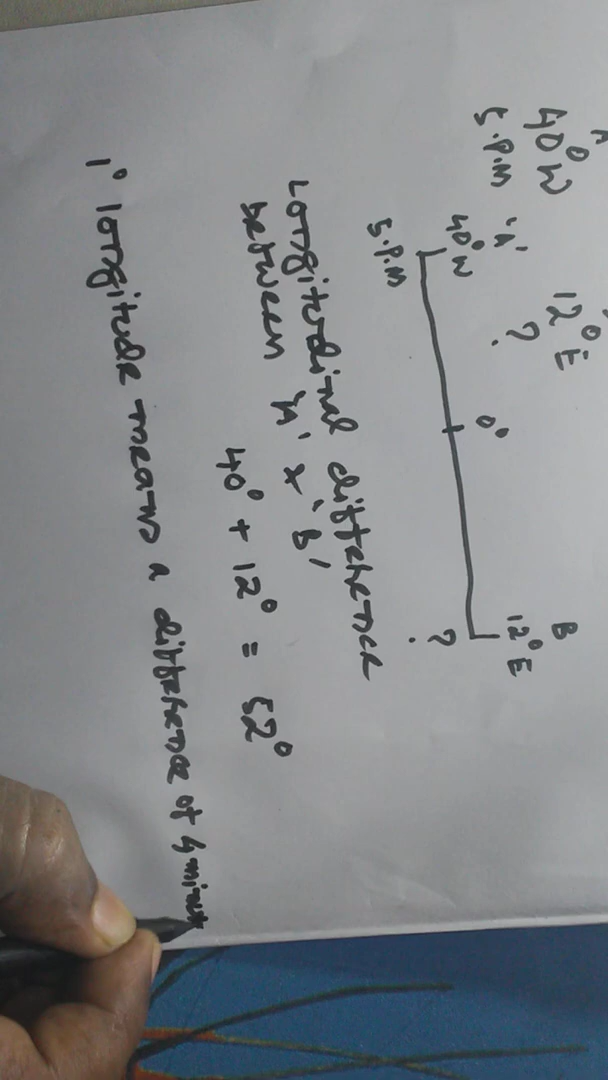 A
40° W 12° E
5.P.M ?
'A' B
40° W 0° 12° E
5.P.M ?
Longitudinal difference
between 'A' & 'B'
40° + 12° = 52°
1° longitude means a difference of 4 minut